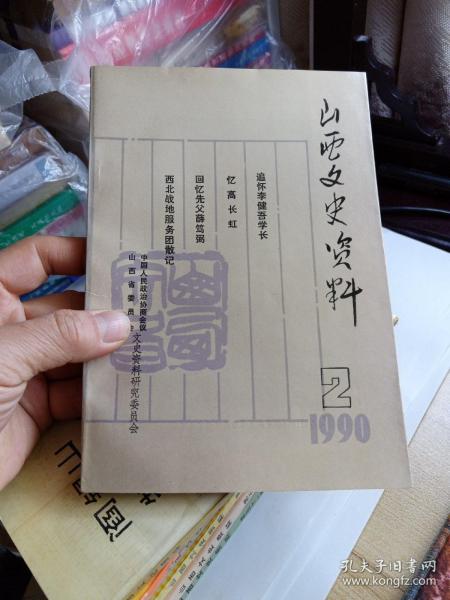 山西文史资料
追怀李健吾学长
忆高长虹
回忆先父薛笃弼
西北战地服务团散记
中国人民政治协商会议
山西省委员会
文史资料研究委员会
2
1990
孔夫子旧书网
www.kongfz.com